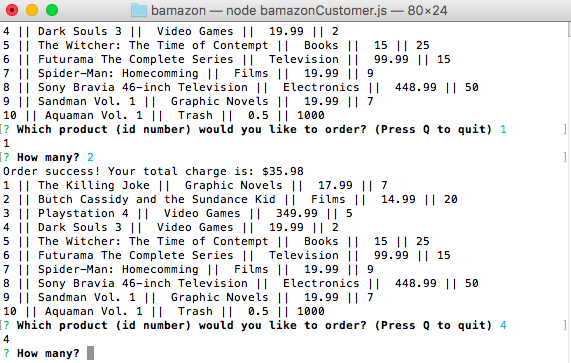 bamazon — node bamazonCustomer.js — 80×24
4 || Dark Souls 3 ||  Video Games ||  19.99 || 2
5 || The Witcher: The Time of Contempt ||  Books ||  15 || 25
6 || Futurama The Complete Series ||  Television ||  99.99 || 15
7 || Spider-Man: Homecomming ||  Films ||  19.99 || 9
8 || Sony Bravia 46-inch Television ||  Electronics ||  448.99 || 50
9 || Sandman Vol. 1 ||  Graphic Novels ||  19.99 || 7
10 || Aquaman Vol. 1 ||  Trash ||  0.5 || 1000
[? Which product (id number) would you like to order? (Press Q to quit) 1 ]
1
[? How many? 2 ]
Order success! Your total charge is: $35.98
1 || The Killing Joke ||  Graphic Novels ||  17.99 || 7
2 || Butch Cassidy and the Sundance Kid ||  Films ||  14.99 || 20
3 || Playstation 4 ||  Video Games ||  349.99 || 5
4 || Dark Souls 3 ||  Video Games ||  19.99 || 2
5 || The Witcher: The Time of Contempt ||  Books ||  15 || 25
6 || Futurama The Complete Series ||  Television ||  99.99 || 15
7 || Spider-Man: Homecomming ||  Films ||  19.99 || 9
8 || Sony Bravia 46-inch Television ||  Electronics ||  448.99 || 50
9 || Sandman Vol. 1 ||  Graphic Novels ||  19.99 || 7
10 || Aquaman Vol. 1 ||  Trash ||  0.5 || 1000
[? Which product (id number) would you like to order? (Press Q to quit) 4 ]
4
? How many?